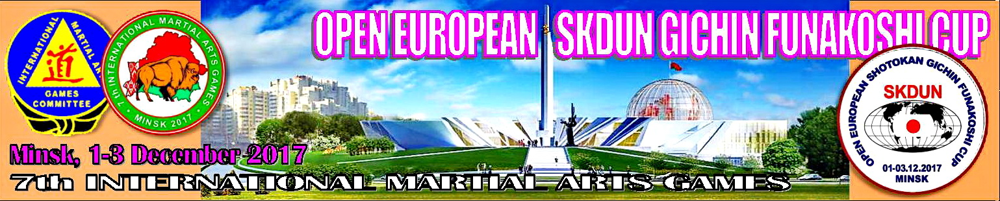 OPEN EUROPEAN SKDUN GICHIN FUNAKOSHI CUP
INTERNATIONAL MARTIAL AR
道
GAMES
COMMITTEE
7th INTERNATIONAL MARTIAL ARTS GAMES
• MINSK 2017 •
OPEN EUROPEAN SHOTOKAN GICHIN FUNAKOSHI CUP
SKDUN
01-03.12.2017
MINSK
Minsk, 1-3 December 2017
7th INTERNATIONAL MARTIAL ARTS GAMES